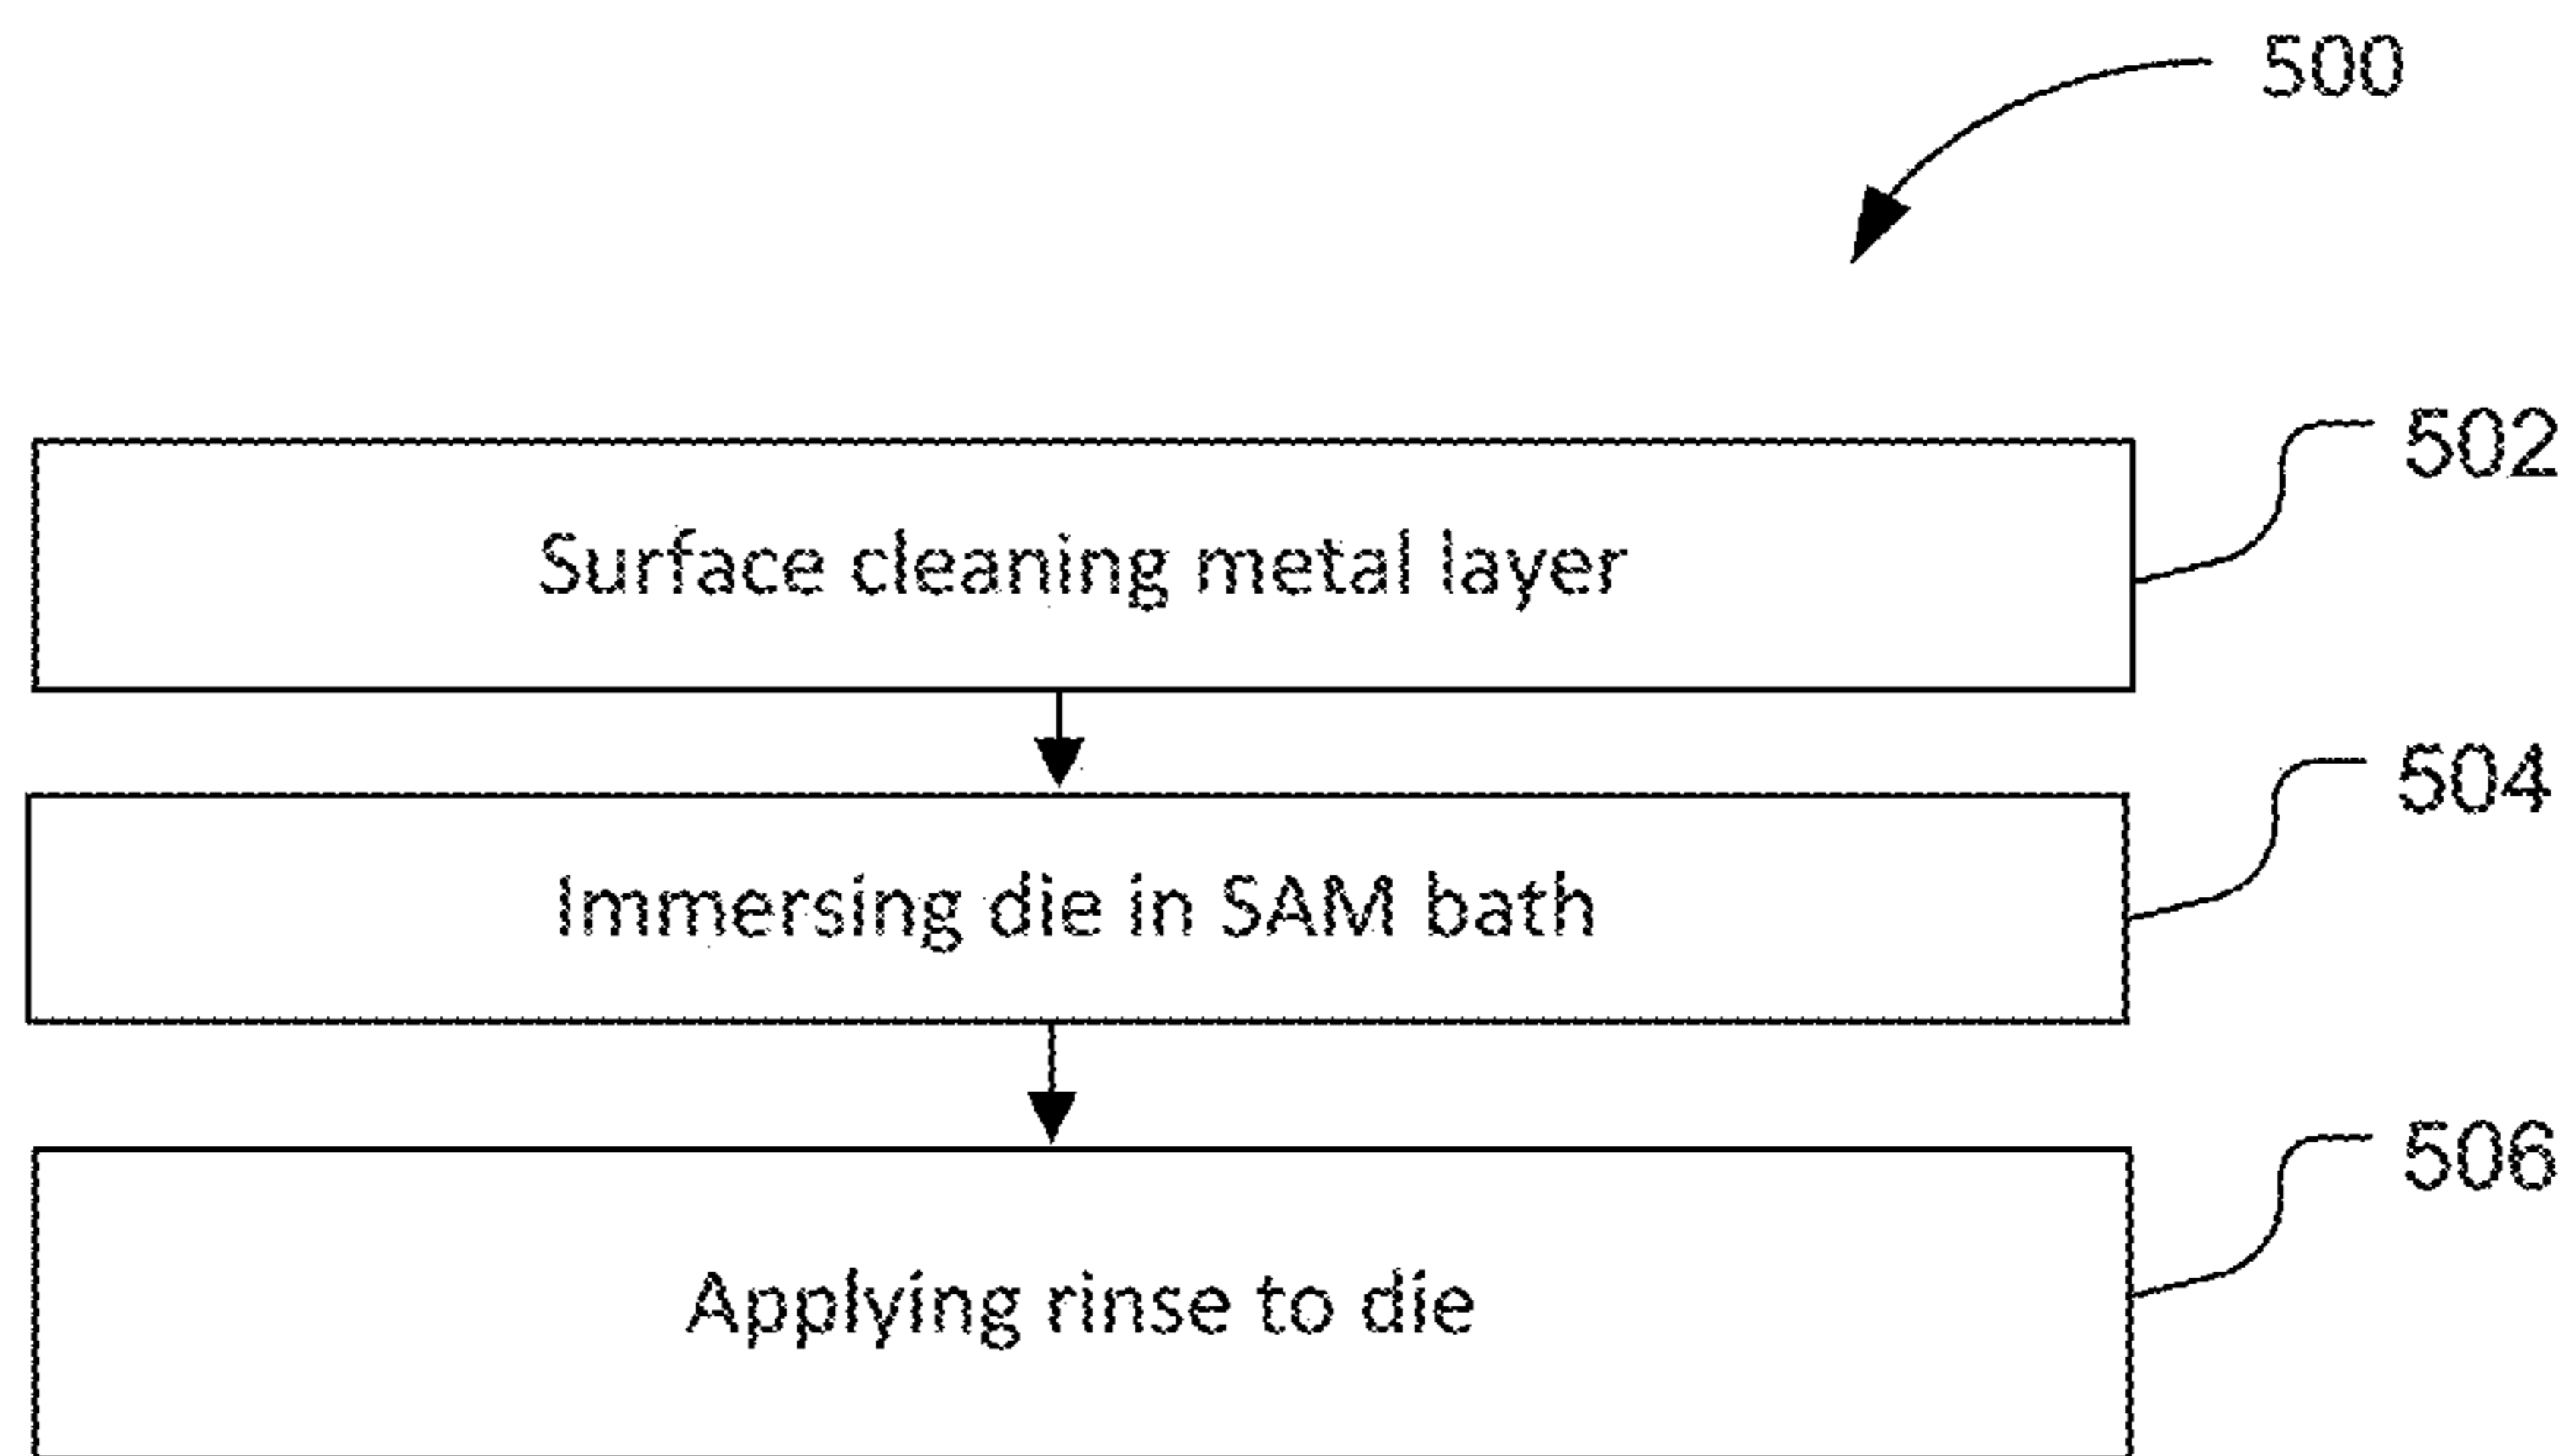 500
502
Surface cleaning metal layer
504
Immersing die in SAM bath
506
Applying rinse to die